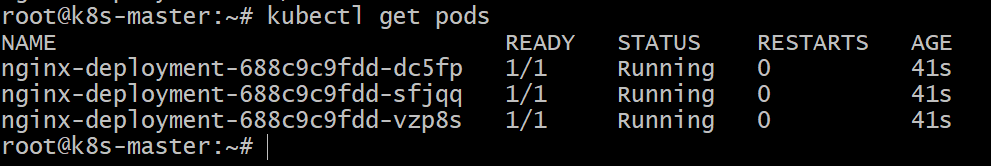 root@k8s-master:~# kubectl get pods
NAME READY STATUS RESTARTS AGE
nginx-deployment-688c9c9fdd-dc5fp 1/1 Running 0 41s
nginx-deployment-688c9c9fdd-sfjqq 1/1 Running 0 41s
nginx-deployment-688c9c9fdd-vzp8s 1/1 Running 0 41s
root@k8s-master:~#